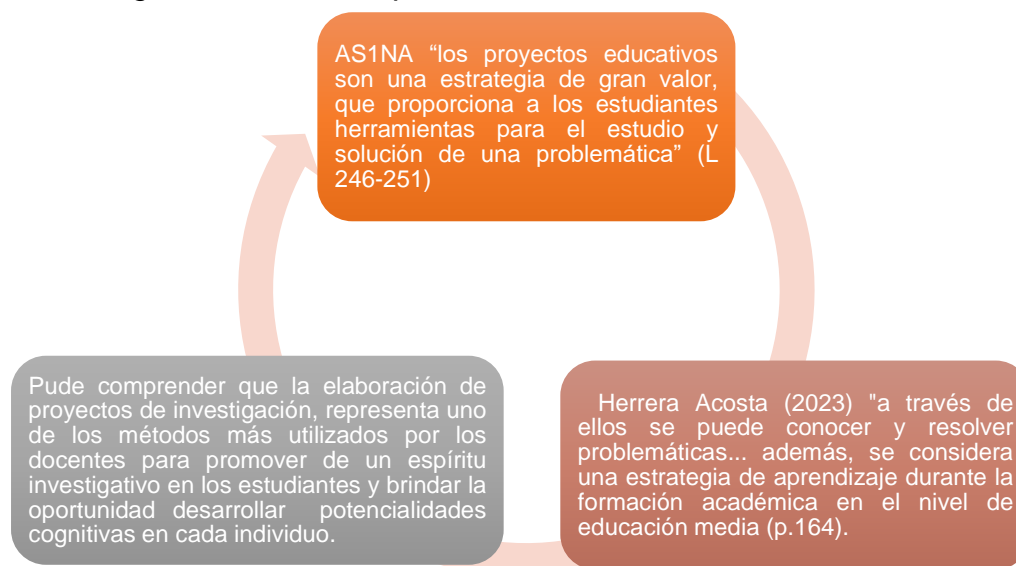 AS1NA “los proyectos educativos
son una estrategia de gran valor,
que proporciona a los estudiantes
herramientas para el estudio y
solución de una problemática” (L
246-251)
Herrera Acosta (2023) "a través de
ellos se puede conocer y resolver
problemáticas... además, se considera
una estrategia de aprendizaje durante la
formación académica en el nivel de
educación media (p.164).
Pude comprender que la elaboración de
proyectos de investigación, representa uno
de los métodos más utilizados por los
docentes para promover de un espíritu
investigativo en los estudiantes y brindar la
oportunidad desarrollar potencialidades
cognitivas en cada individuo.